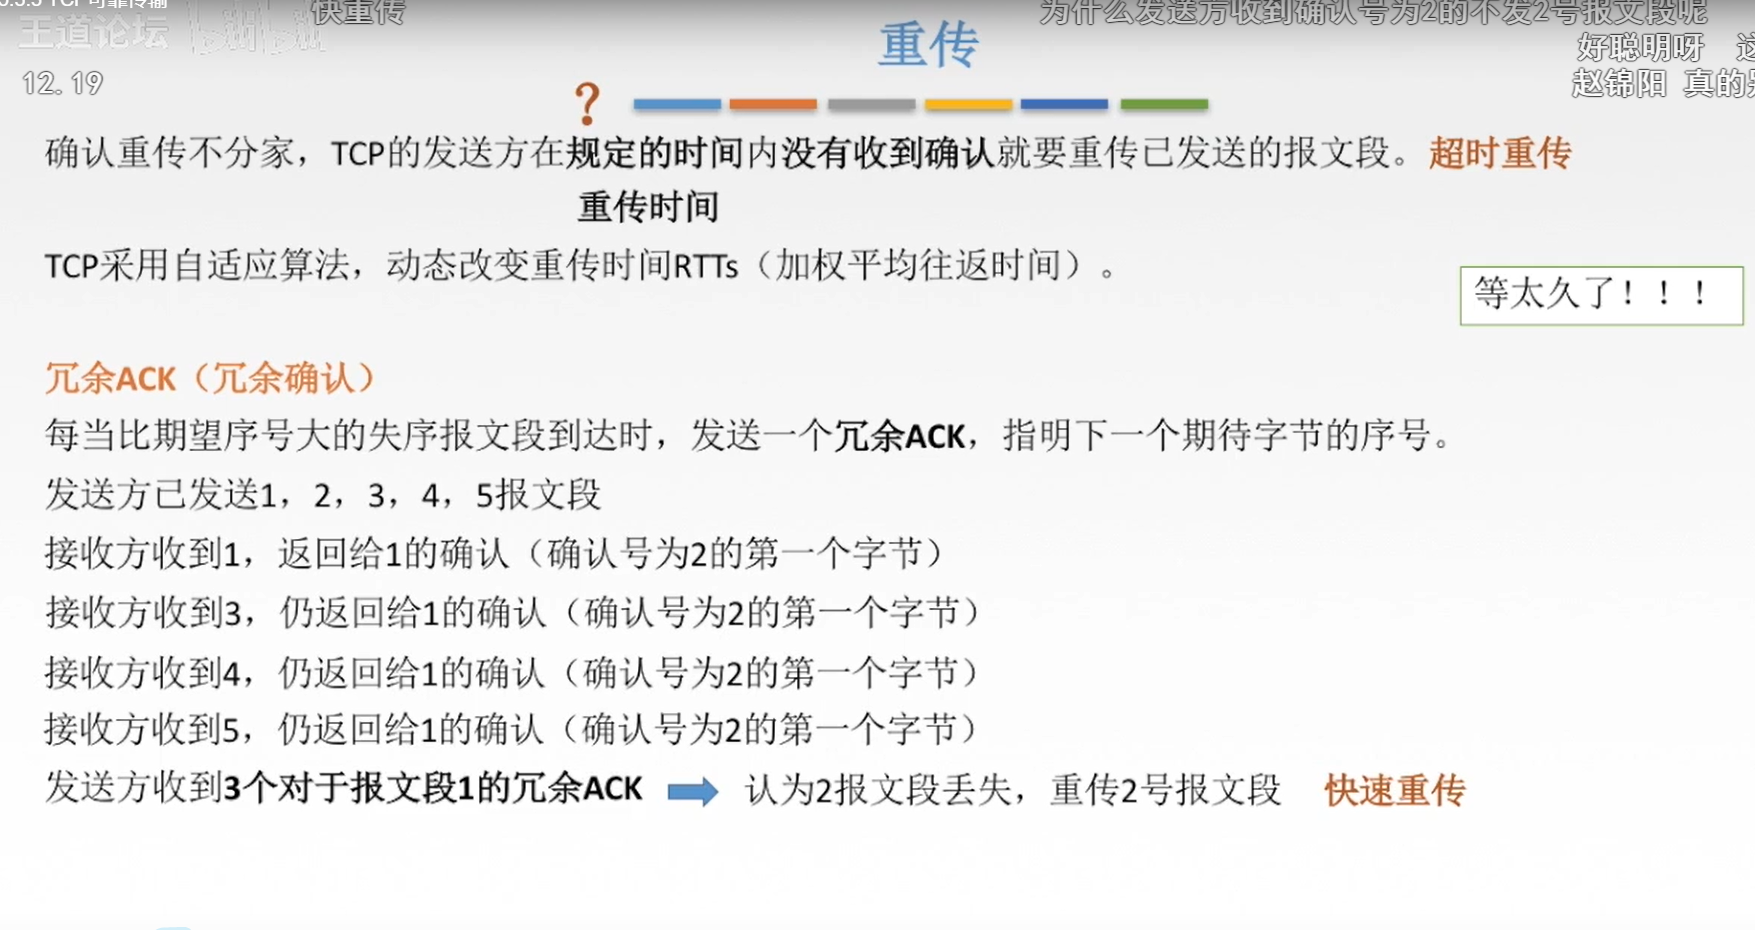 5.3.3 TCP可靠传输
快重传
为什么发送方收到确认号为2的不发2号报文段呢
王道论坛 bilibili
重传
好聪明呀 这
12.19
赵锦阳 真的
?
确认重传不分家，TCP的发送方在规定的时间内没有收到确认就要重传已发送的报文段。 超时重传
重传时间
TCP采用自适应算法，动态改变重传时间RTTs（加权平均往返时间）。
等太久了！！！
冗余ACK（冗余确认）
每当比期望序号大的失序报文段到达时，发送一个冗余ACK，指明下一个期待字节的序号。
发送方已发送1，2，3，4，5报文段
接收方收到1，返回给1的确认（确认号为2的第一个字节）
接收方收到3，仍返回给1的确认（确认号为2的第一个字节）
接收方收到4，仍返回给1的确认（确认号为2的第一个字节）
接收方收到5，仍返回给1的确认（确认号为2的第一个字节）
发送方收到3个对于报文段1的冗余ACK 认为2报文段丢失，重传2号报文段 快速重传